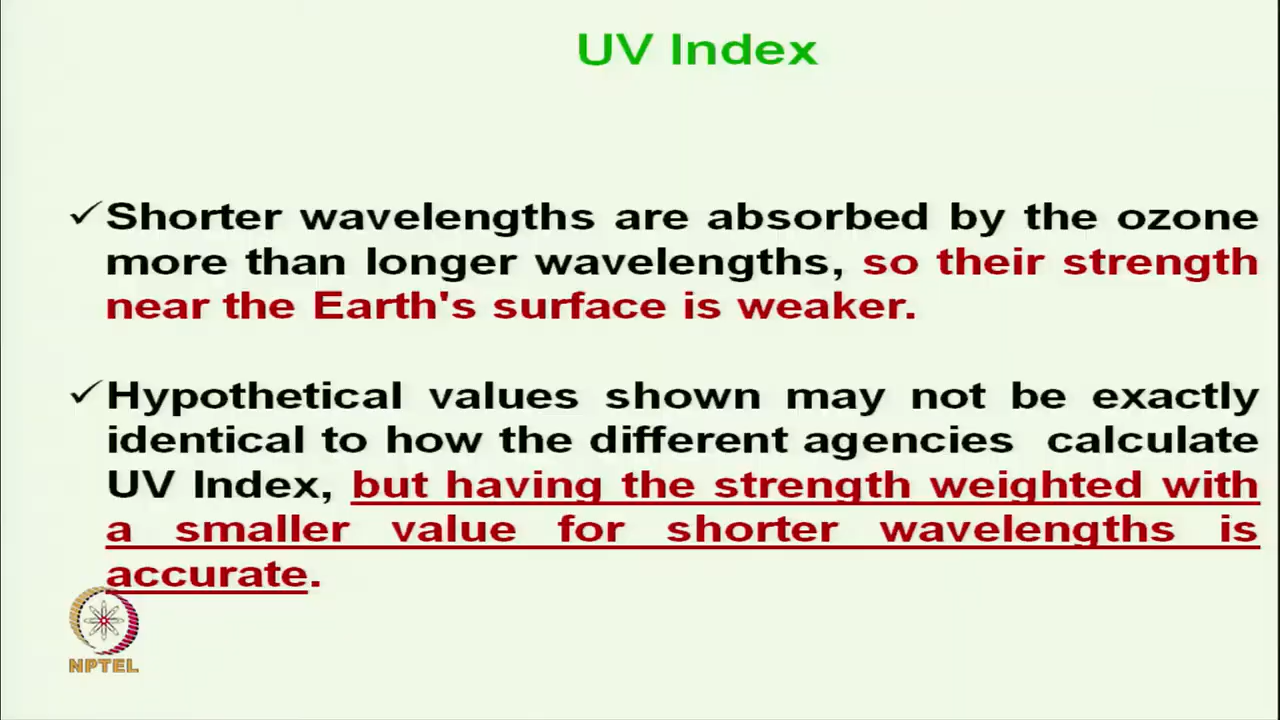 UV Index
✓Shorter wavelengths are absorbed by the ozone
more than longer wavelengths, so their strength
near the Earth's surface is weaker.
✓Hypothetical values shown may not be exactly
identical to how the different agencies calculate
UV Index, but having the strength weighted with
a smaller value for shorter wavelengths is
accurate.
NPTEL